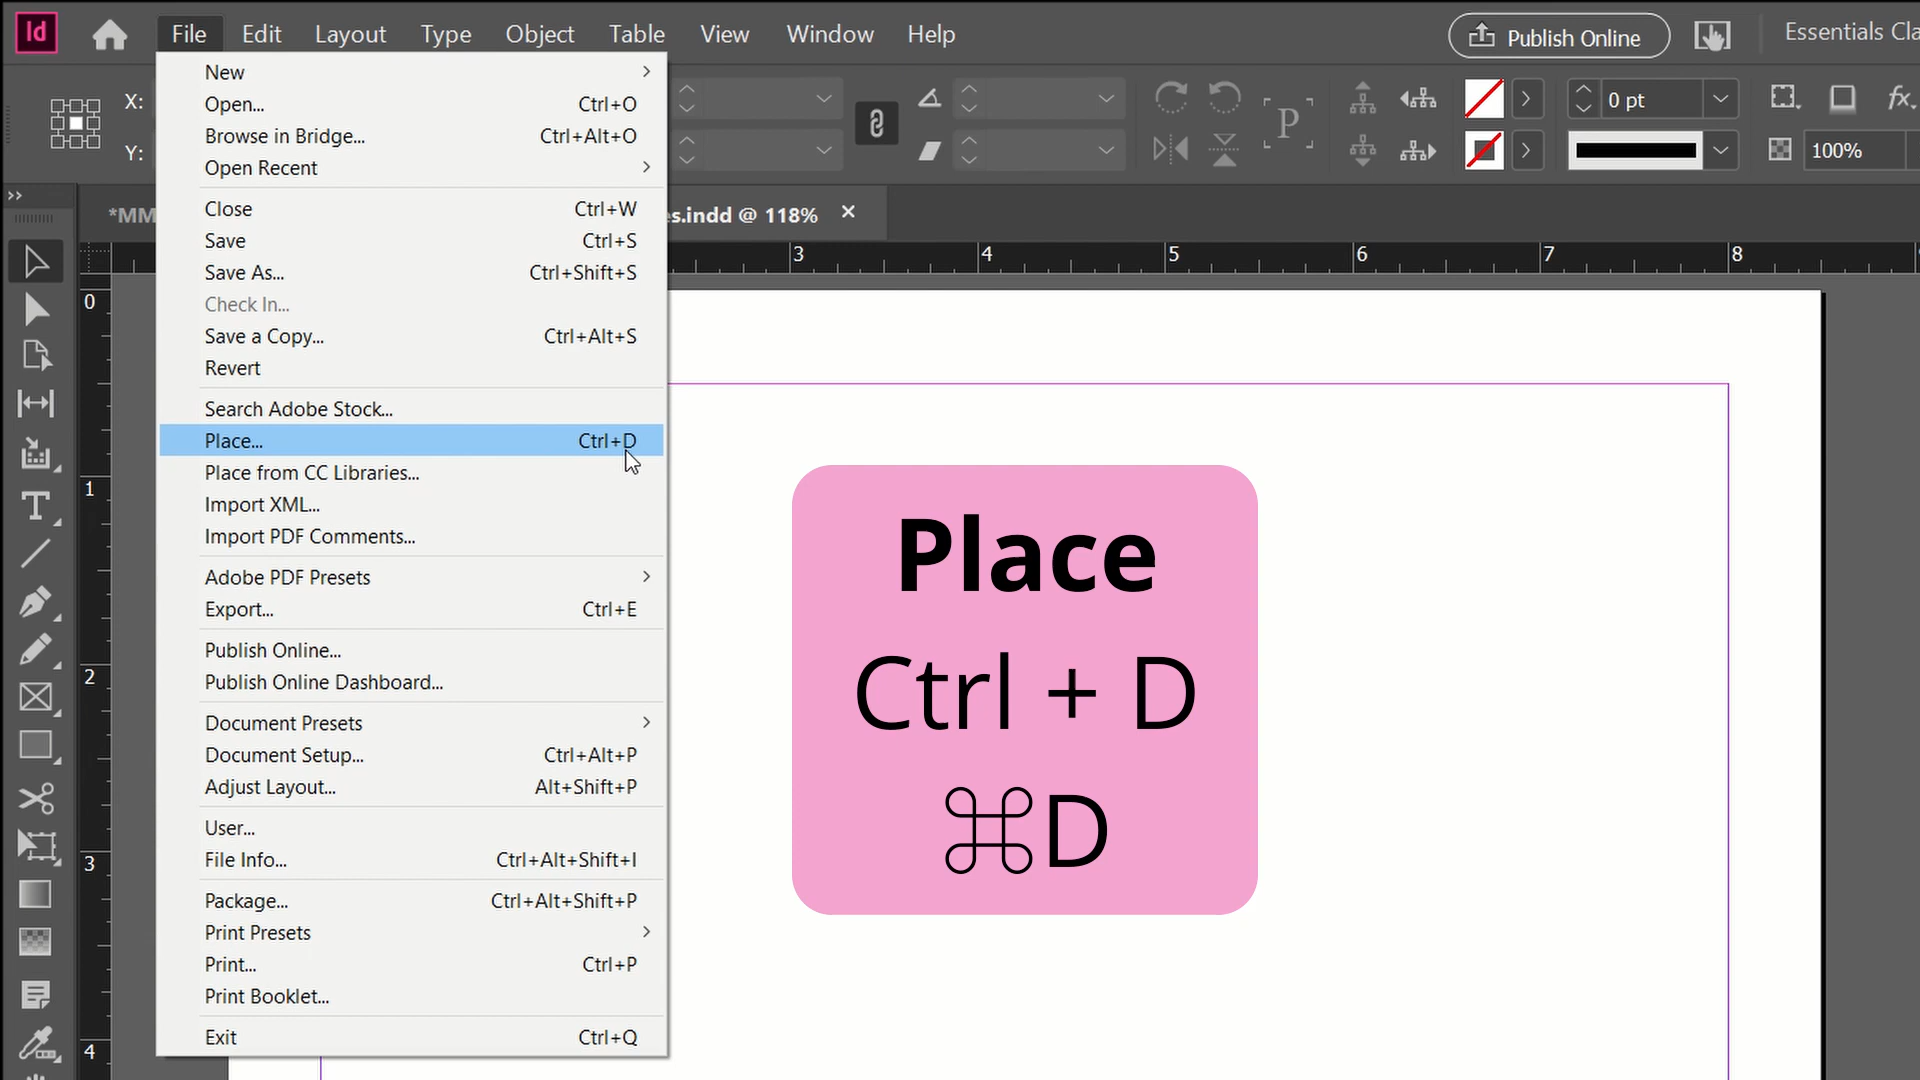 Id
File Edit Layout Type Object Table View Window Help
Publish Online
Essentials Cla
X:
Y:
P
0 pt
fx
100%
*MM
es.indd @ 118%
3 4 5 6 7 8
0
1
2
3
4
New
Open... Ctrl+O
Browse in Bridge... Ctrl+Alt+O
Open Recent
Close Ctrl+W
Save Ctrl+S
Save As... Ctrl+Shift+S
Check In...
Save a Copy... Ctrl+Alt+S
Revert
Search Adobe Stock...
Place... Ctrl+D
Place from CC Libraries...
Import XML...
Import PDF Comments...
Adobe PDF Presets
Export... Ctrl+E
Publish Online...
Publish Online Dashboard...
Document Presets
Document Setup... Ctrl+Alt+P
Adjust Layout... Alt+Shift+P
User...
File Info... Ctrl+Alt+Shift+I
Package... Ctrl+Alt+Shift+P
Print Presets
Print... Ctrl+P
Print Booklet...
Exit Ctrl+Q
Place
Ctrl + D
⌘D